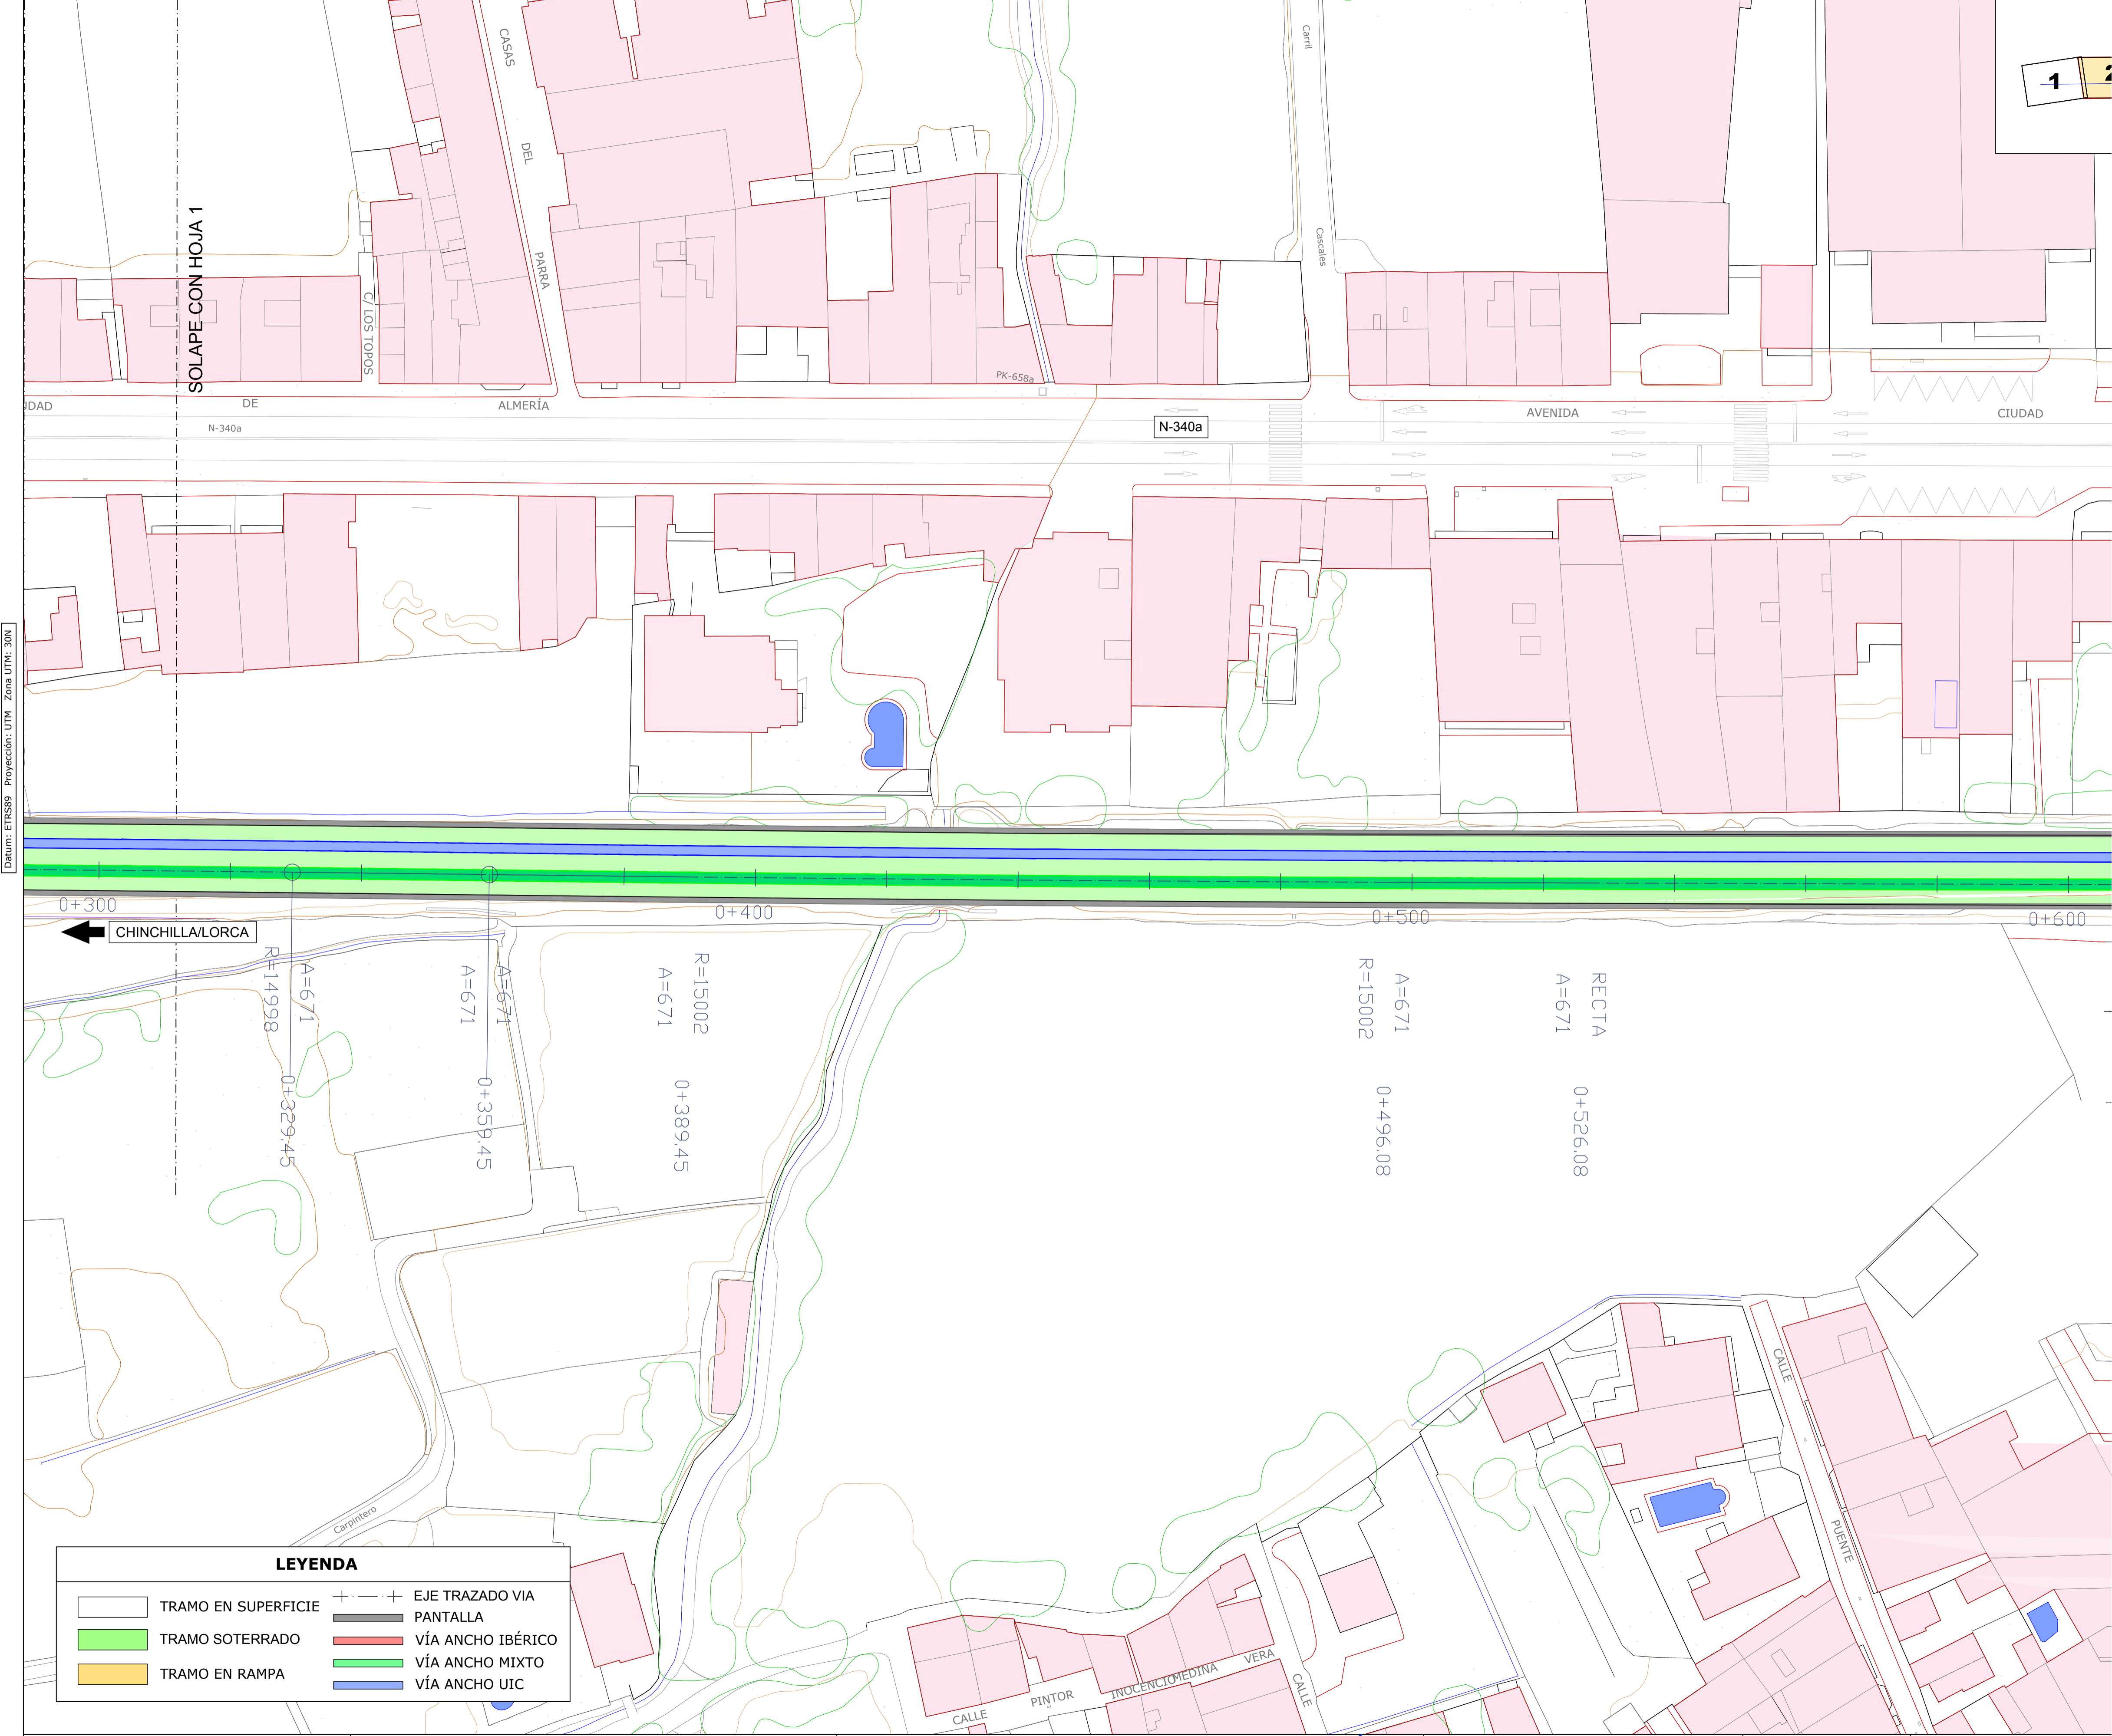 CASAS
DEL
PARRA
Carril
Cascales
1
2
SOLAPE CON HOJA 1
C/ LOS TOPOS
PK-658a
DAD
DE
ALMERÍA
AVENIDA
CIUDAD
N-340a
N-340a
Datum: ETRS89 Proyección: UTM Zona UTM: 30N
0+300
0+400
0+500
0+600
CHINCHILLA/LORCA
R=14998
A=671
0+329.45
A=671
A=671
0+359.45
A=671
R=15002
0+389.45
R=15002
A=671
0+496.08
A=671
RECTA
0+526.08
CALLE
PUENTE
Carpintero
CALLE
PINTOR
INOCENCIO
MEDINA
VERA
CALLE
LEYENDA
TRAMO EN SUPERFICIE
TRAMO SOTERRADO
TRAMO EN RAMPA
EJE TRAZADO VIA
PANTALLA
VÍA ANCHO IBÉRICO
VÍA ANCHO MIXTO
VÍA ANCHO UIC